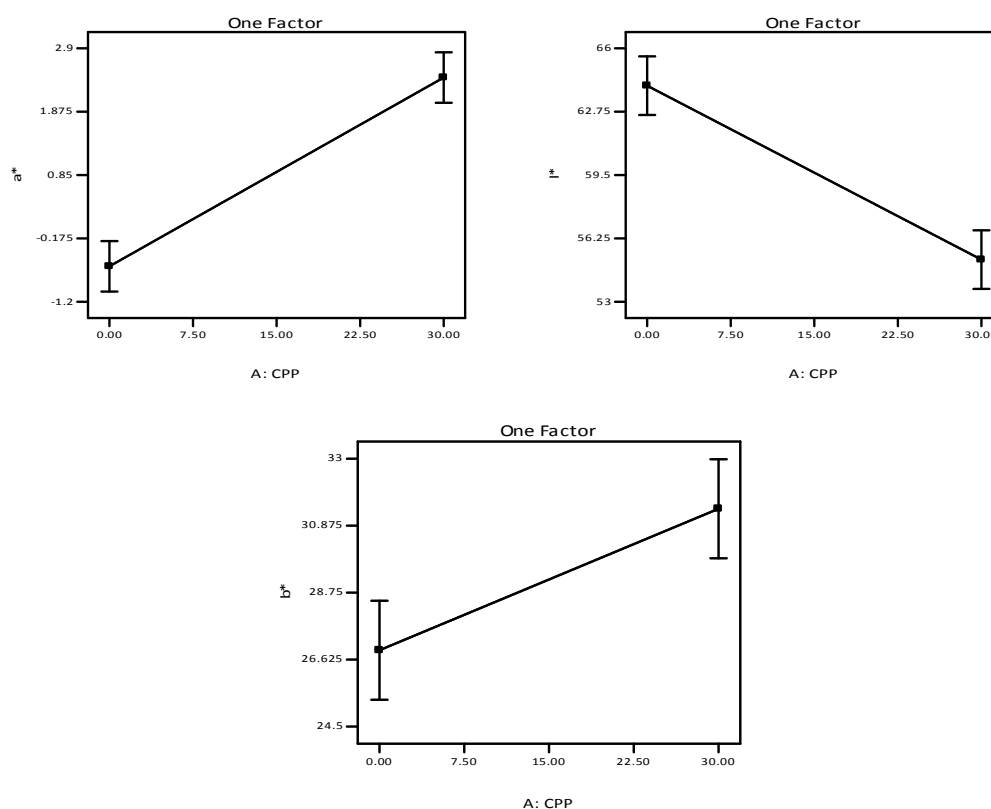 One Factor
2.9
1.875
0.85
-0.175
-1.2
a*
0.00 7.50 15.00 22.50 30.00
A: CPP
One Factor
66
62.75
59.5
56.25
53
l*
0.00 7.50 15.00 22.50 30.00
A: CPP
One Factor
33
30.875
28.75
26.625
24.5
b*
0.00 7.50 15.00 22.50 30.00
A: CPP